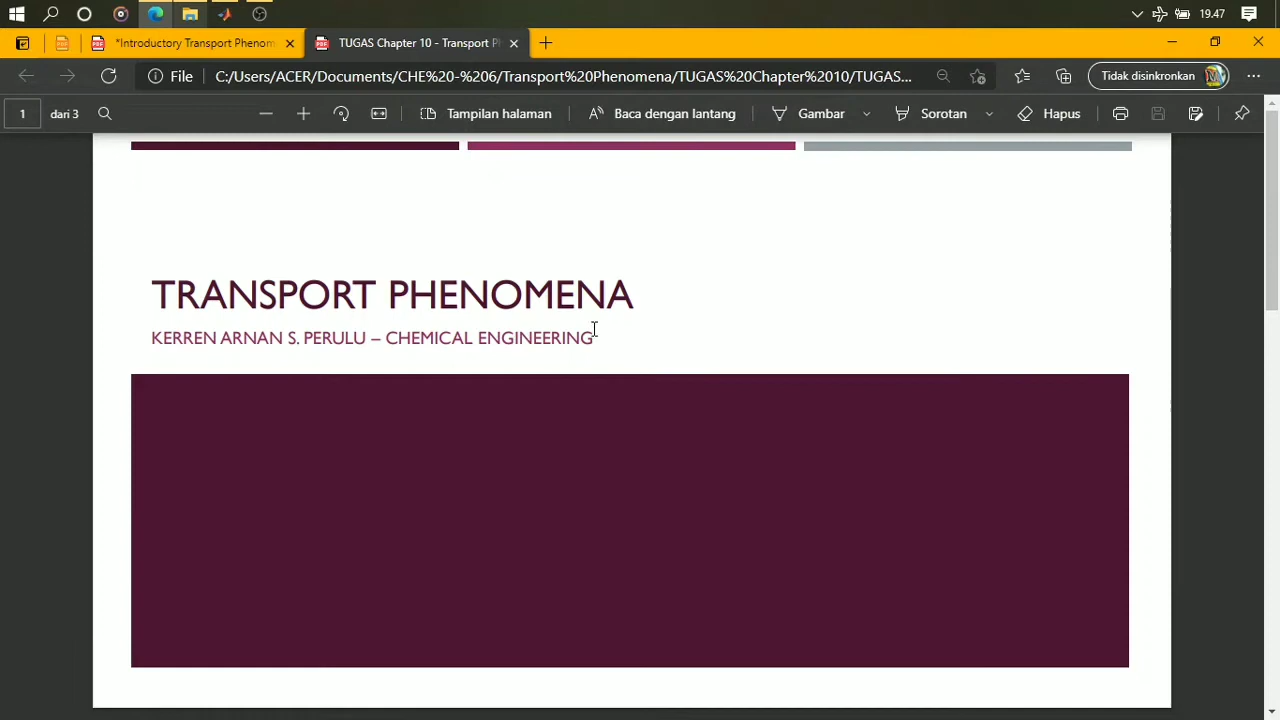 19.47
*Introductory Transport Phenom
TUGAS Chapter 10 - Transport P
File
C:/Users/ACER/Documents/CHE%20-%206/Transport%20Phenomena/TUGAS%20Chapter%2010/TUGAS...
Tidak disinkronkan
1 dari 3
Tampilan halaman
Baca dengan lantang
Gambar
Sorotan
Hapus
TRANSPORT PHENOMENA
KERREN ARNAN S. PERULU – CHEMICAL ENGINEERING